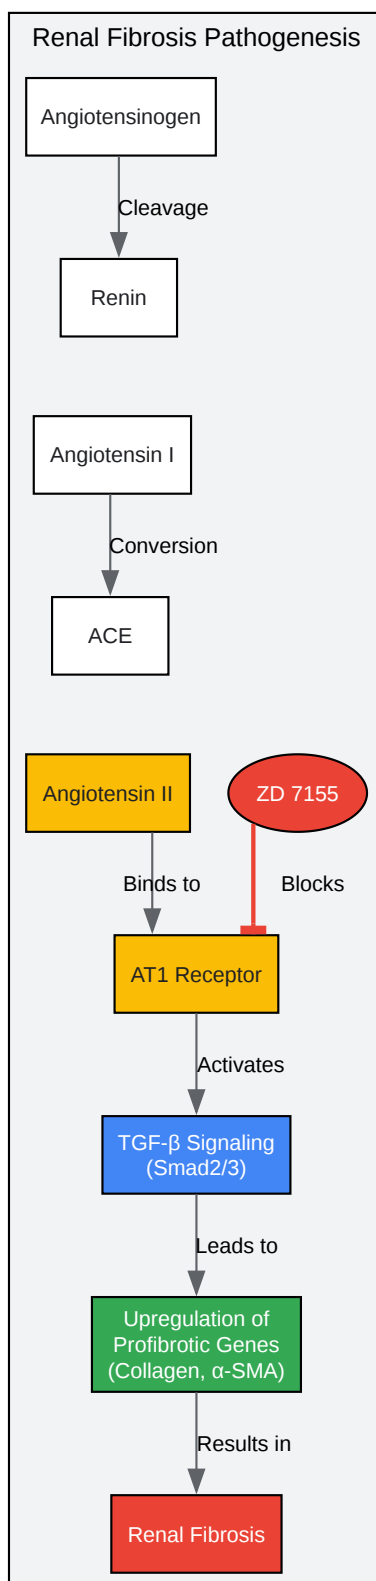 Renal Fibrosis Pathogenesis
Angiotensinogen
Cleavage
Renin
Angiotensin I
Conversion
ACE
Angiotensin II
ZD 7155
Binds to
Blocks
AT1 Receptor
Activates
TGF-β Signaling
(Smad2/3)
Leads to
Upregulation of
Profibrotic Genes
(Collagen, α-SMA)
Results in
Renal Fibrosis